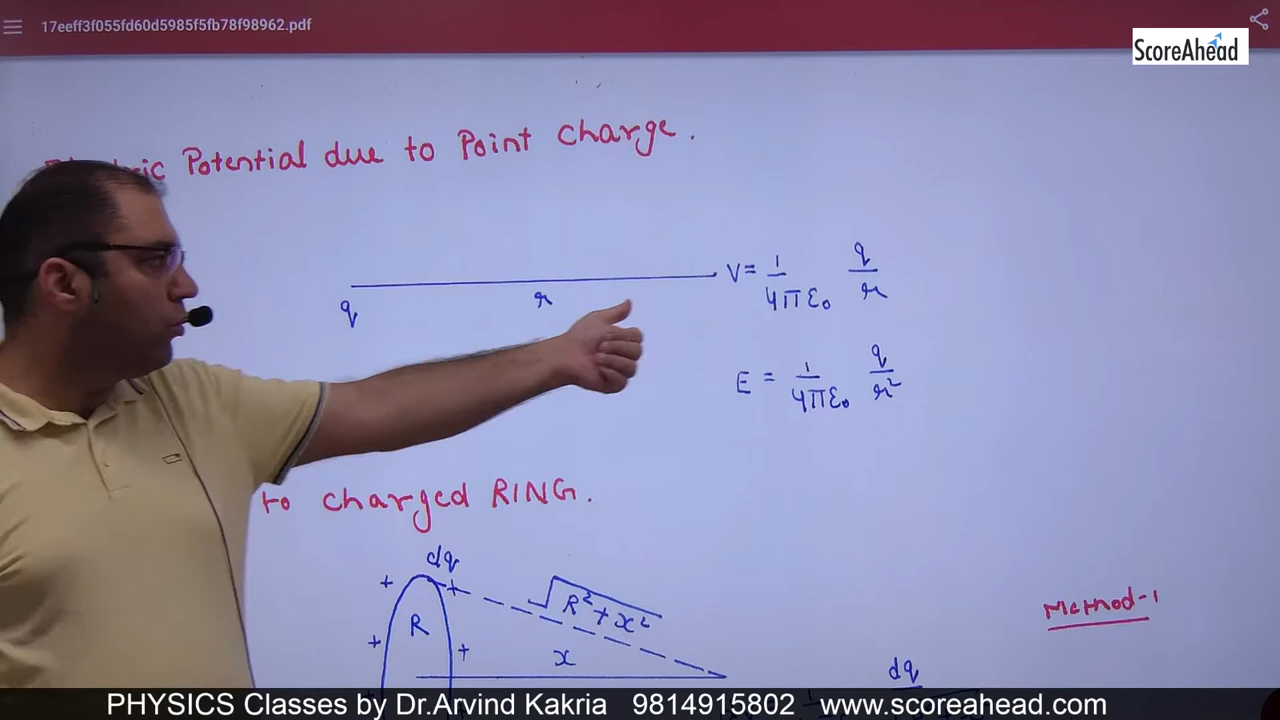 17eeff3f055fd60d5985f5fb78f98962.pdf
ScoreAhead
Potential due to Point Charge.
q
r
V = 1/4πε₀ q/r
E = 1/4πε₀ q/r²
to charged RING.
dq
+ +
R
√R²+x²
+ +
x
Method-1
dq
PHYSICS Classes by Dr.Arvind Kakria 9814915802 www.scoreahead.com